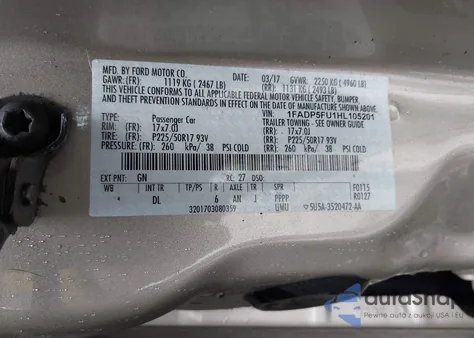 MFD. BY FORD MOTOR CO.
DATE: 03/17 GVWR: 2250 KG (4960 LB)
GAWR: (FR): 1119 KG (2467 LB) (RR): 1131 KG (2493 LB)
THIS VEHICLE CONFORMS TO ALL APPLICABLE
FEDERAL MOTOR VEHICLE SAFETY, BUMPER,
AND THEFT PREVENTION STANDARDS IN EFFECT ON THE
DATE OF MANUFACTURE SHOWN ABOVE.
VIN: 1FADP5FU1HL105201
TYPE: Passenger Car
TRAILER TOWING - SEE OWNER GUIDE
RIM: 17x7.0J (RR): 17x7.0J
TIRE: (FR): P225/50R17 93V (RR): P225/50R17 93V
PRESSURE: (FR): 260 kPa/ 38 PSI COLD (RR): 260 kPa/ 38 PSI COLD
EXT PNT: GN RC: 27 DSO:
WB INT TR TP/PS R AXLE TR SPR
DL 6 AN J PPPP
F0115
R0127
3201703080359 UMU 5U5A-3520472-AA
Pewne auto z aukcji USA i EU